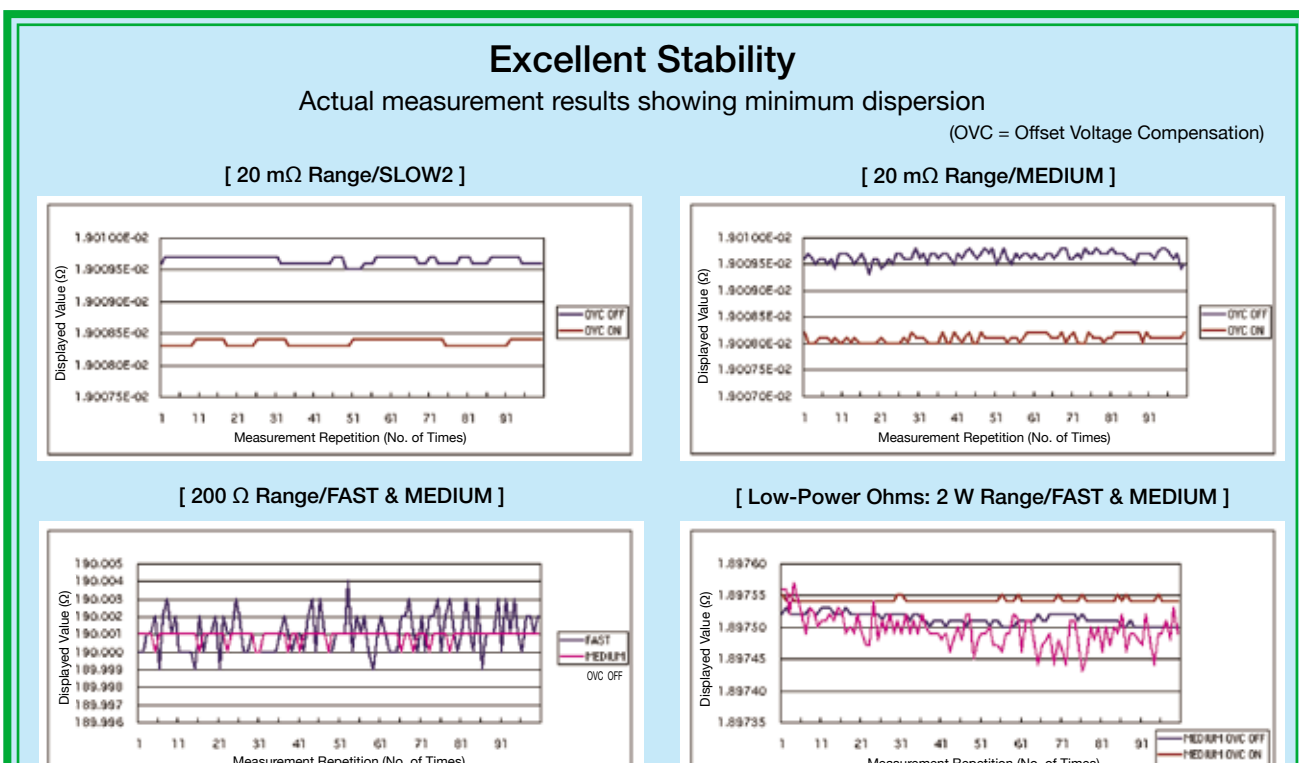 Excellent Stability
Actual measurement results showing minimum dispersion
(OVC = Offset Voltage Compensation)
[ 20 mΩ Range/SLOW2 ]
Displayed Value (Ω)
1.90100E-02
1.90095E-02
1.90090E-02
1.90085E-02
1.90080E-02
1.90075E-02
1 11 21 31 41 51 61 71 81 91
Measurement Repetition (No. of Times)
OVC OFF
OVC ON
[ 20 mΩ Range/MEDIUM ]
Displayed Value (Ω)
1.90100E-02
1.90095E-02
1.90090E-02
1.90085E-02
1.90080E-02
1.90075E-02
1.90070E-02
1 11 21 31 41 51 61 71 81 91
Measurement Repetition (No. of Times)
OVC OFF
OVC ON
[ 200 Ω Range/FAST & MEDIUM ]
Displayed Value (Ω)
190.005
190.004
190.003
190.002
190.001
190.000
189.999
189.998
189.997
189.996
1 11 21 31 41 51 61 71 81 91
Measurement Repetition (No. of Times)
FAST
MEDIUM
OVC OFF
[ Low-Power Ohms: 2 W Range/FAST & MEDIUM ]
Displayed Value (Ω)
1.89760
1.89755
1.89750
1.89745
1.89740
1.89735
1 11 21 31 41 51 61 71 81 91
Measurement Repetition (No. of Times)
MEDIUM OVC OFF
MEDIUM OVC ON